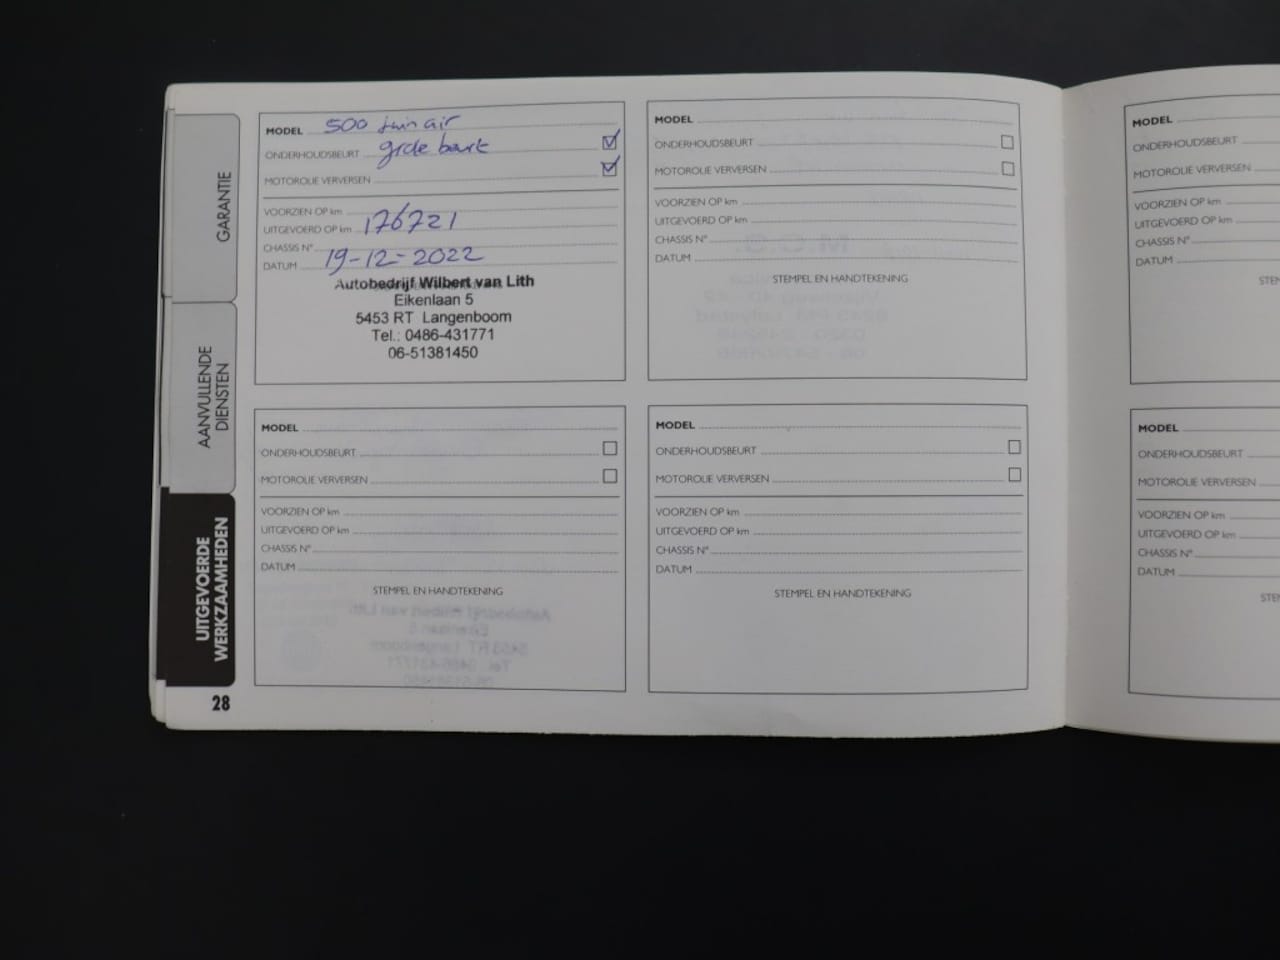 GARANTIE
AANVULLENDE
DIENSTEN
UITGEVOERDE
WERKZAAMHEDEN
28
MODEL 500 twin air
ONDERHOUDSBEURT grote beurt
MOTOROLIE VERVERSEN
VOORZIEN OP km
UITGEVOERD OP km 176721
CHASSIS N°
DATUM 19-12-2022
Autobedrijf Wilbert van Lith
Eikenlaan 5
5453 RT Langenboom
Tel.: 0486-431771
06-51381450
MODEL
ONDERHOUDSBEURT
MOTOROLIE VERVERSEN
VOORZIEN OP km
UITGEVOERD OP km
CHASSIS N°
DATUM
STEMPEL EN HANDTEKENING
MODEL
ONDERHOUDSBEURT
MOTOROLIE VERVERSEN
VOORZIEN OP km
UITGEVOERD OP km
CHASSIS N°
DATUM
STEMPEL EN HANDTEKENING
MODEL
ONDERHOUDSBEURT
MOTOROLIE VERVERSEN
VOORZIEN OP km
UITGEVOERD OP km
CHASSIS N°
DATUM
STEMPEL EN HANDTEKENING
MODEL
ONDERHOUDSBEURT
MOTOROLIE VERVERSEN
VOORZIEN OP km
UITGEVOERD OP km
CHASSIS N°
DATUM
STEM
MODEL
ONDERHOUDSBEURT
MOTOROLIE VERVERSEN
VOORZIEN OP km
UITGEVOERD OP km
CHASSIS N°
DATUM
STEM